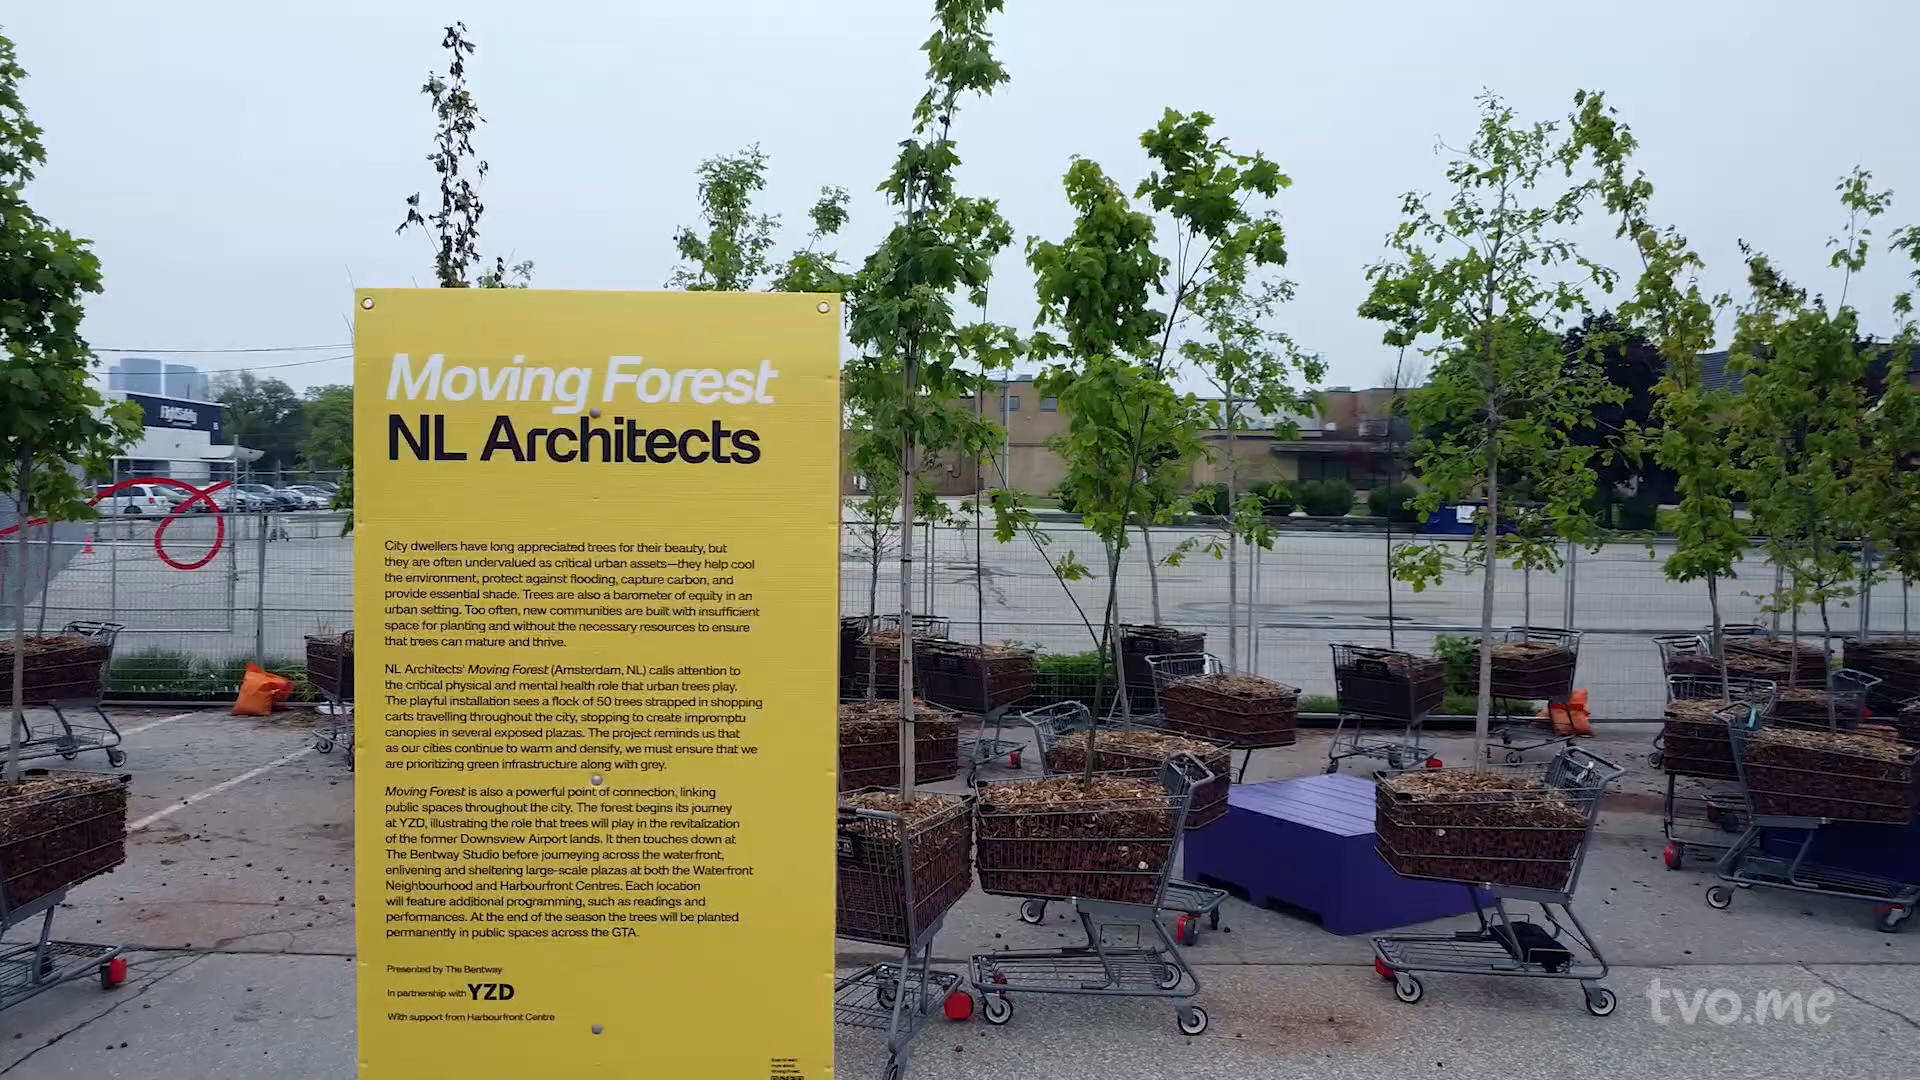 Moving Forest
NL Architects
City dwellers have long appreciated trees for their beauty, but
they are often undervalued as critical urban assets—they help cool
the environment, protect against flooding, capture carbon, and
provide essential shade. Trees are also a barometer of equity in an
urban setting. Too often, new communities are built with insufficient
space for planting and without the necessary resources to ensure
that trees can mature and thrive.
NL Architects' Moving Forest (Amsterdam, NL) calls attention to
the critical physical and mental health role that urban trees play.
The playful installation sees a flock of 50 trees strapped in shopping
carts travelling throughout the city, stopping to create impromptu
canopies in several exposed plazas. The project reminds us that
as our cities continue to warm and densify, we must ensure that we
are prioritizing green infrastructure along with grey.
Moving Forest is also a powerful point of connection, linking
public spaces throughout the city. The forest begins its journey
at YZD, illustrating the role that trees will play in the revitalization
of the former Downsview Airport lands. It then touches down at
The Bentway Studio before journeying across the waterfront,
enlivening and sheltering large-scale plazas at both the Waterfront
Neighbourhood and Harbourfront Centres. Each location
will feature additional programming, such as readings and
performances. At the end of the season the trees will be planted
permanently in public spaces across the GTA.
Presented by The Bentway
In partnership with YZD
With support from Harbourfront Centre
FlightSafety
tvo.me